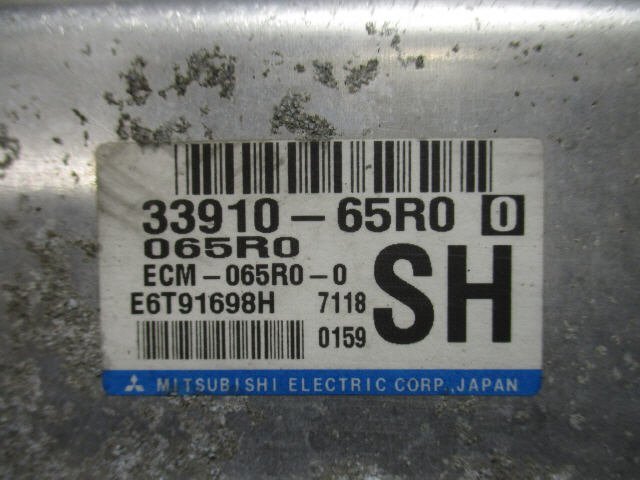 33910-65R0 0
065R0
ECM-065R0-0
E6T91698H 7118
0159
SH
MITSUBISHI ELECTRIC CORP., JAPAN